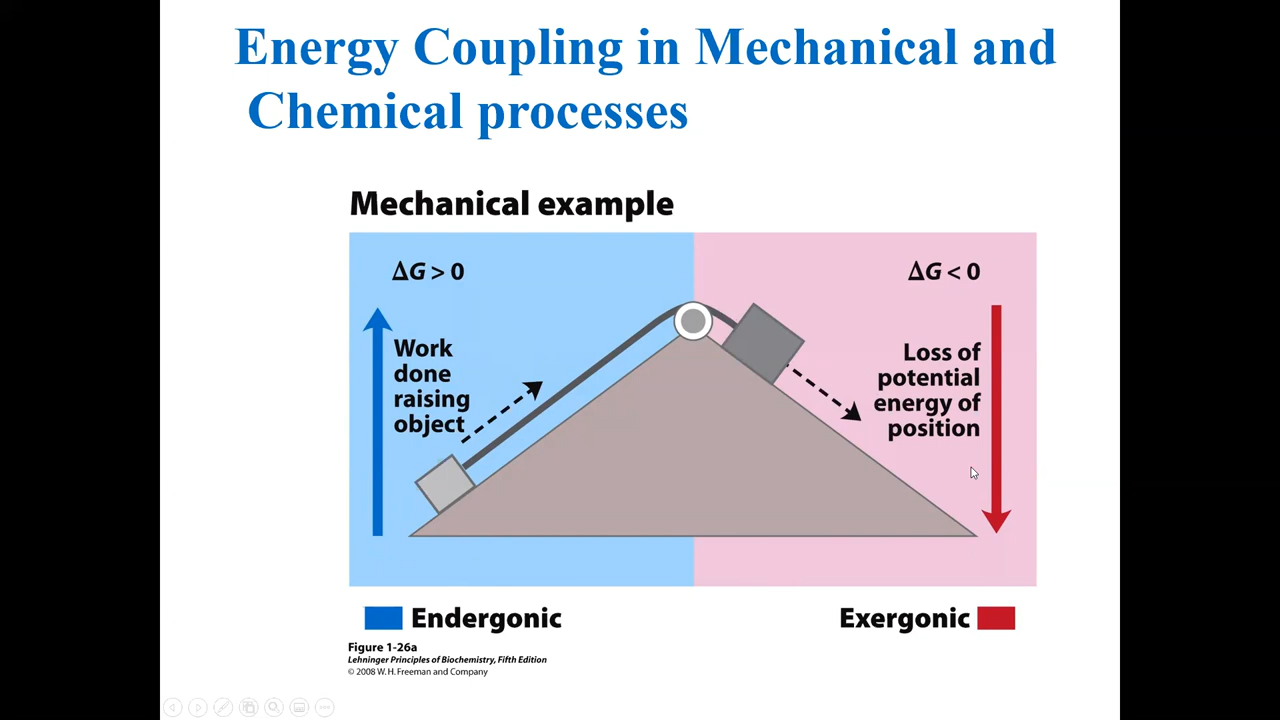 Energy Coupling in Mechanical and
Chemical processes
Mechanical example
ΔG > 0
ΔG < 0
Work
done
raising
object
Loss of
potential
energy of
position
Endergonic
Exergonic
Figure 1-26a
Lehninger Principles of Biochemistry, Fifth Edition
© 2008 W. H. Freeman and Company